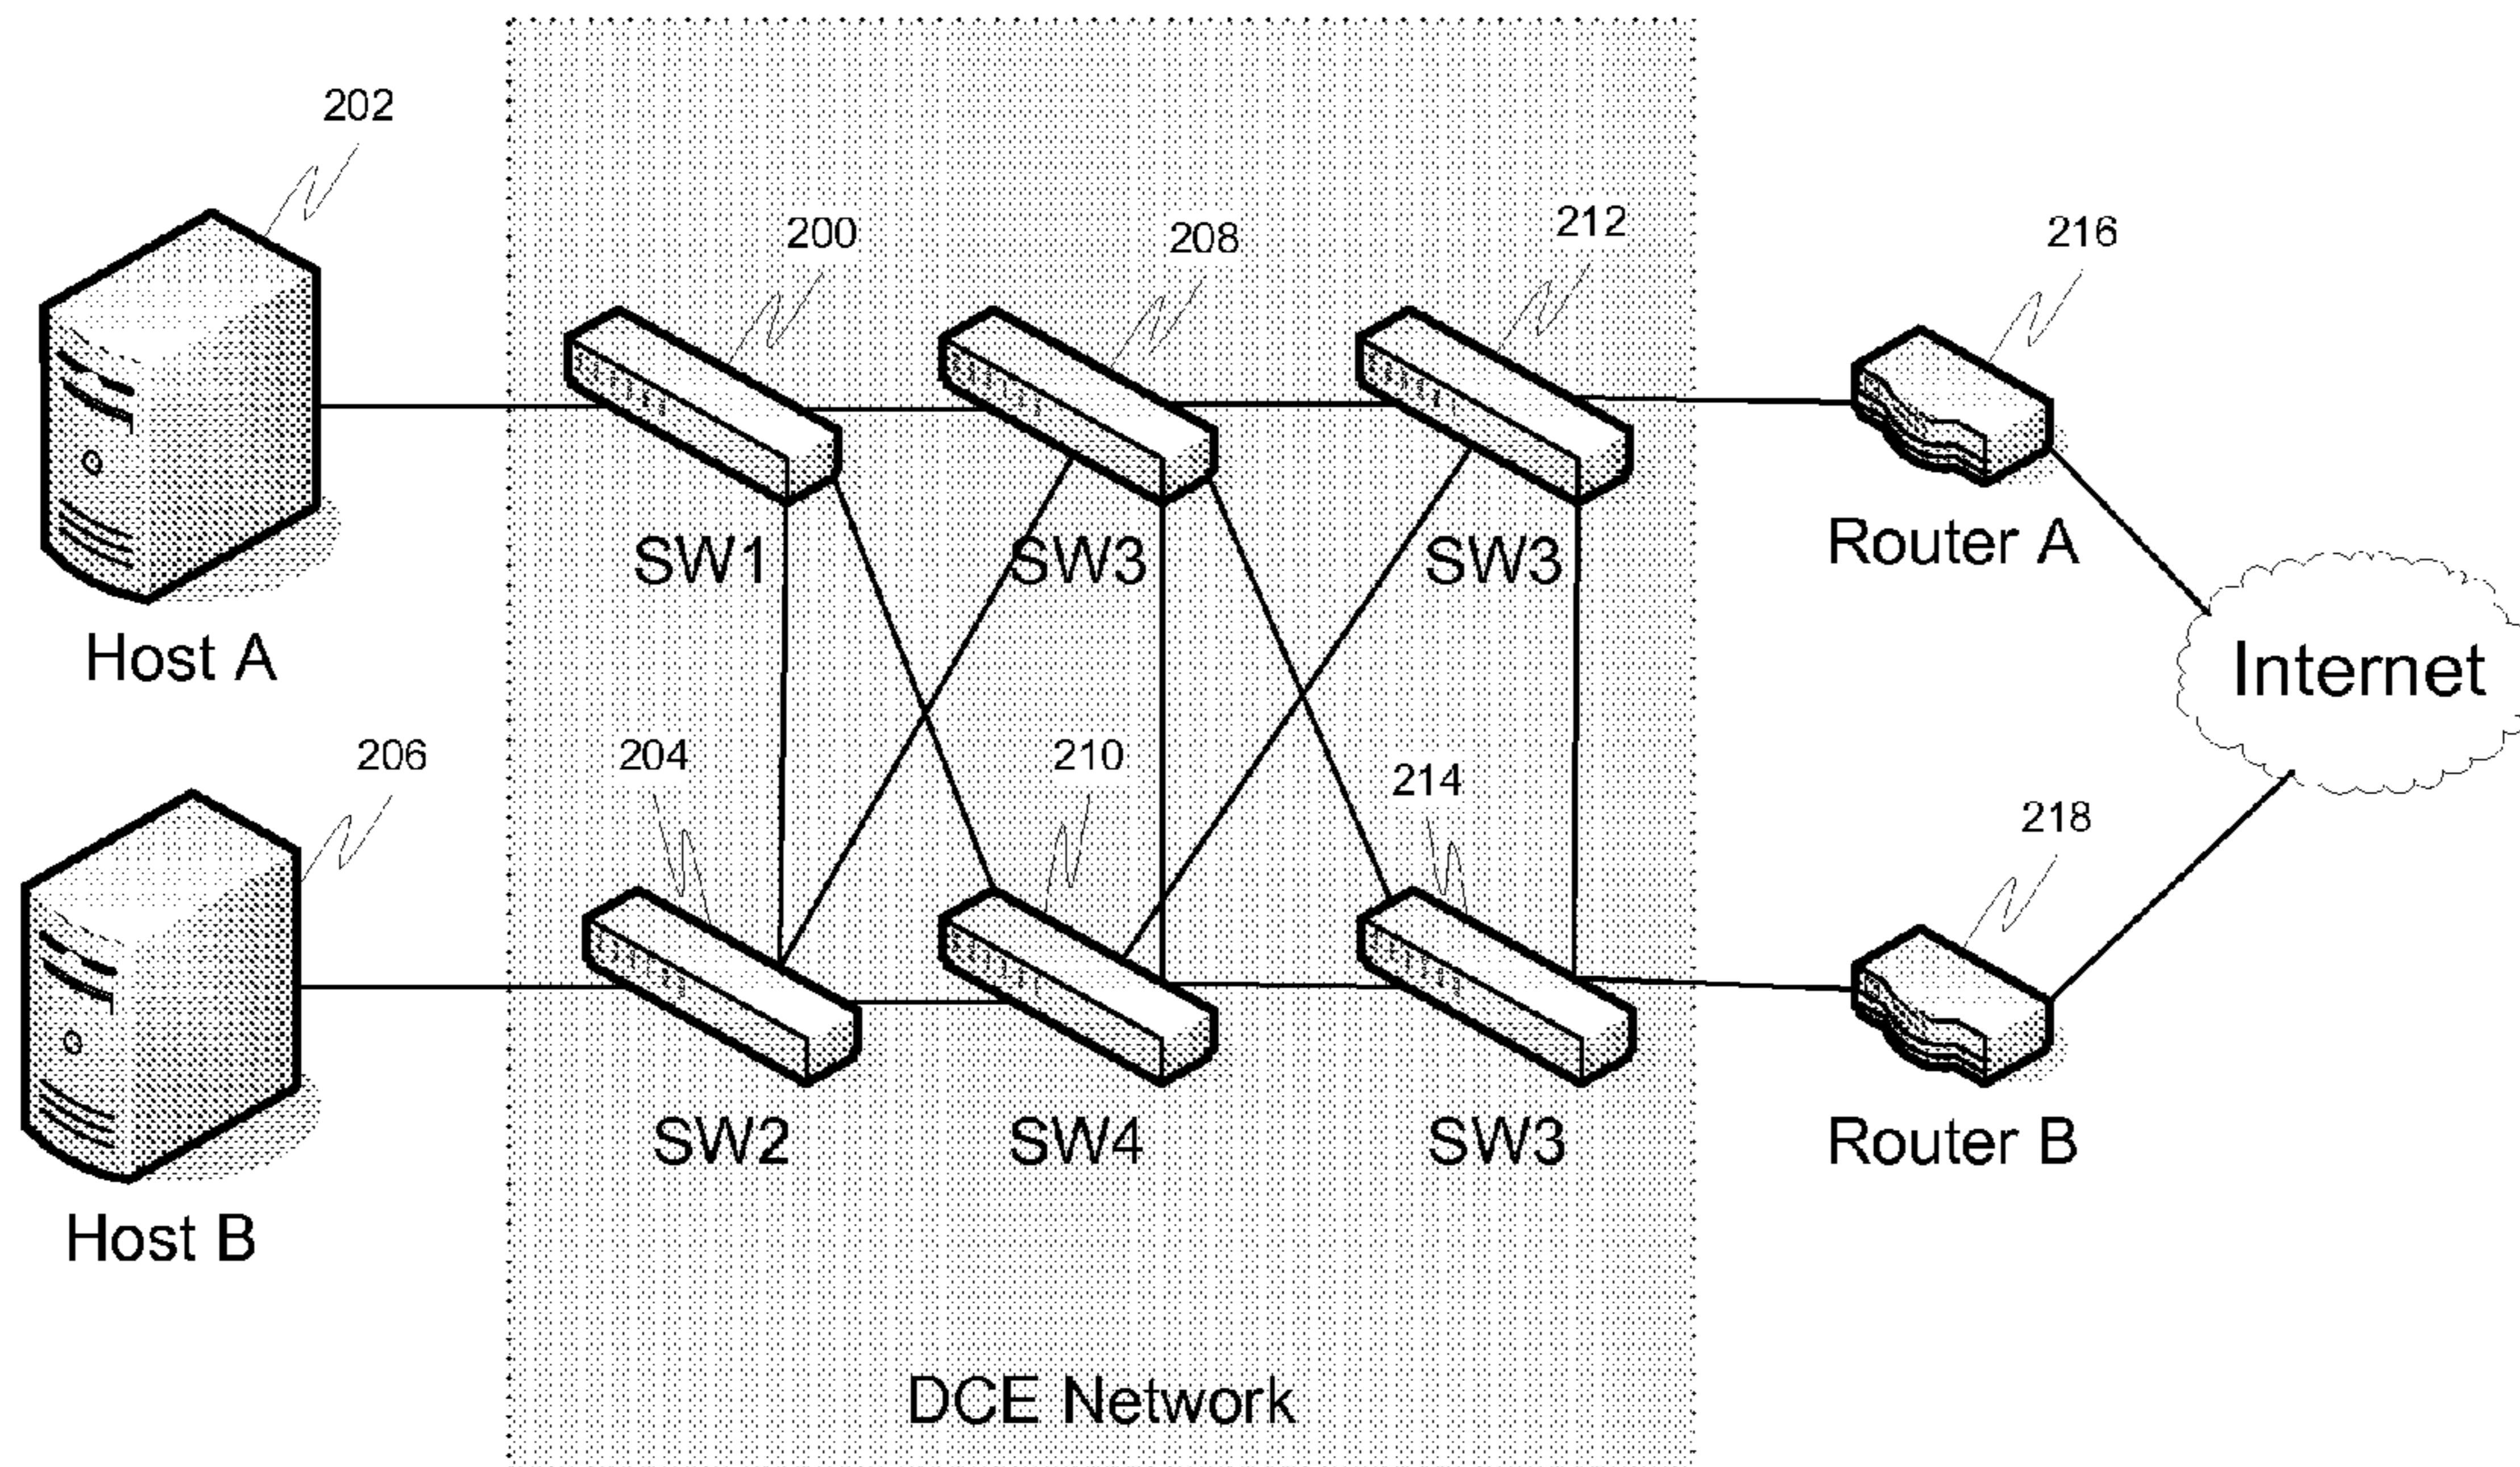 202
200
208
212
216
SW1
SW3
SW3
Router A
Host A
Internet
206
204
210
214
218
SW2
SW4
SW3
Router B
Host B
DCE Network